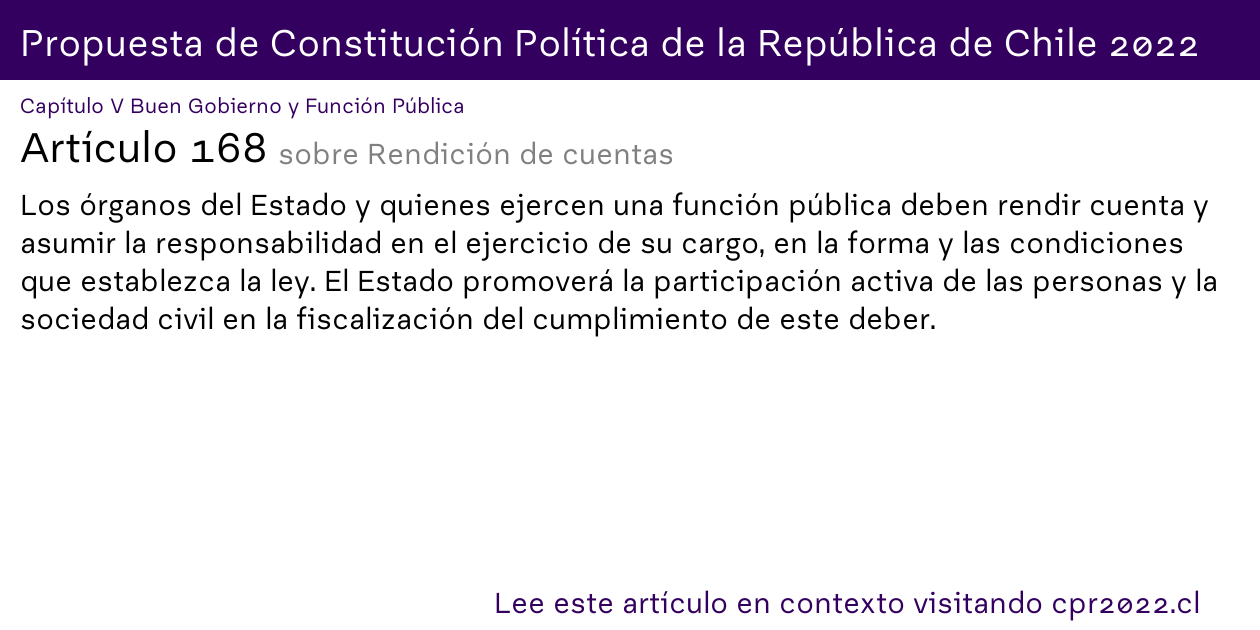 Propuesta de Constitución Política de la República de Chile 2022
Capítulo V Buen Gobierno y Función Pública
Artículo 168 sobre Rendición de cuentas
Los órganos del Estado y quienes ejercen una función pública deben rendir cuenta y
asumir la responsabilidad en el ejercicio de su cargo, en la forma y las condiciones
que establezca la ley. El Estado promoverá la participación activa de las personas y la
sociedad civil en la fiscalización del cumplimiento de este deber.
Lee este artículo en contexto visitando cpr2022.cl